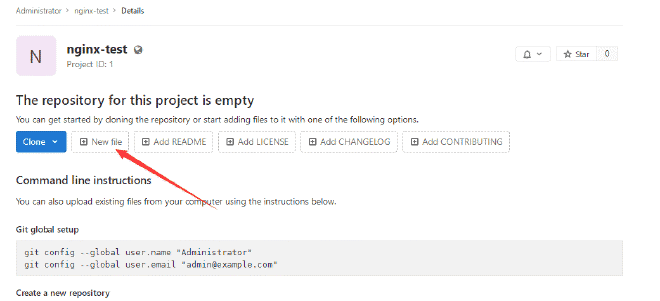 Administrator > nginx-test > Details
N
nginx-test
Project ID: 1
Star 0
The repository for this project is empty
You can get started by cloning the repository or start adding files to it with one of the following options.
Clone New file Add README Add LICENSE Add CHANGELOG Add CONTRIBUTING
Command line instructions
You can also upload existing files from your computer using the instructions below.
Git global setup
git config --global user.name "Administrator"
git config --global user.email "admin@example.com"
Create a new repository